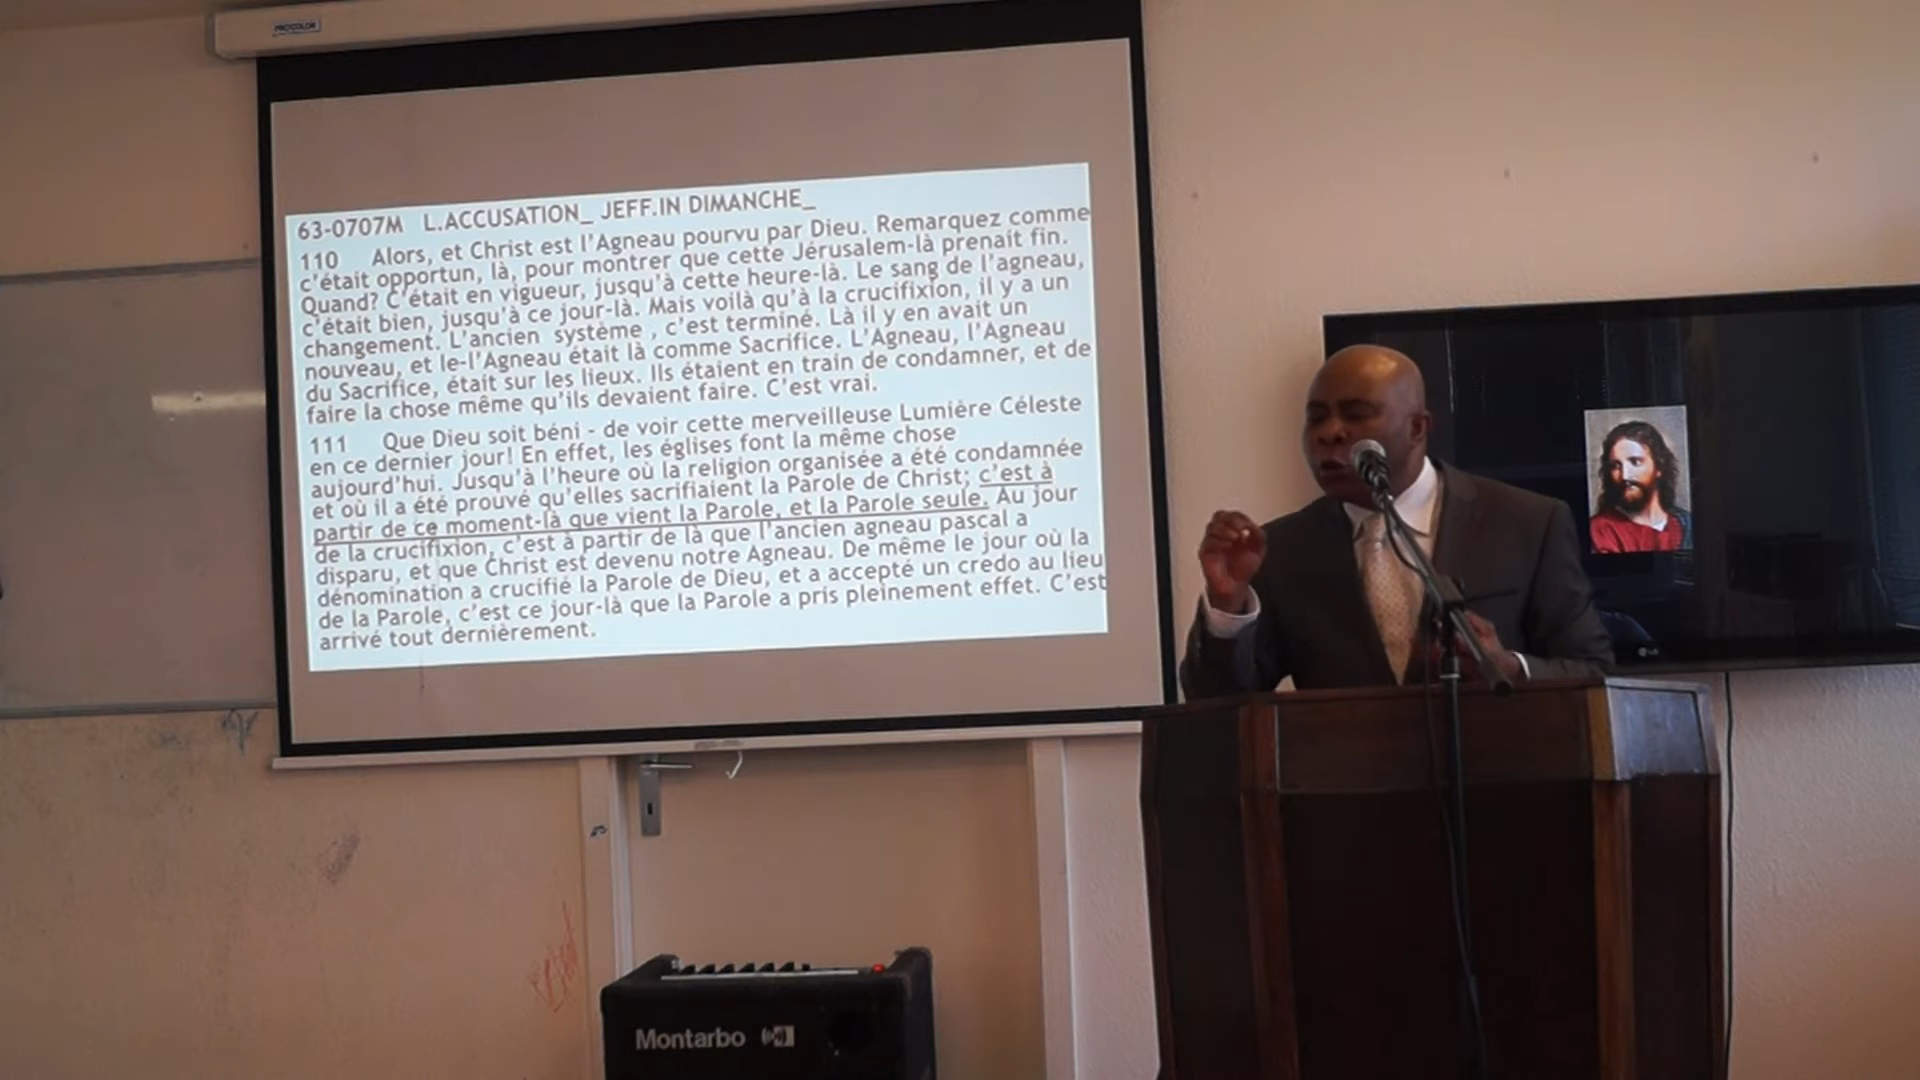 PROCOLOR
63-0707M L.ACCUSATION_ JEFF.IN DIMANCHE_
110 Alors, et Christ est l'Agneau pourvu par Dieu. Remarquez comme
c'était opportun, là, pour montrer que cette Jérusalem-là prenait fin.
Quand? C'était en vigueur, jusqu'à cette heure-là. Le sang de l'agneau,
c'était bien, jusqu'à ce jour-là. Mais voilà qu'à la crucifixion, il y a un
changement. L'ancien système , c'est terminé. Là il y en avait un
nouveau, et le-l'Agneau était là comme Sacrifice. L'Agneau, l'Agneau
du Sacrifice, était sur les lieux. Ils étaient en train de condamner, et de
faire la chose même qu'ils devaient faire. C'est vrai.
111 Que Dieu soit béni - de voir cette merveilleuse Lumière Céleste
en ce dernier jour! En effet, les églises font la même chose
aujourd'hui. Jusqu'à l'heure où la religion organisée a été condamnée
et où il a été prouvé qu'elles sacrifiaient la Parole de Christ; c'est à
partir de ce moment-là que vient la Parole, et la Parole seule. Au jour
de la crucifixion, c'est à partir de là que l'ancien agneau pascal a
disparu, et que Christ est devenu notre Agneau. De même le jour où la
dénomination a crucifié la Parole de Dieu, et a accepté un credo au lieu
de la Parole, c'est ce jour-là que la Parole a pris pleinement effet. C'est
arrivé tout dernièrement.
LG
Montarbo